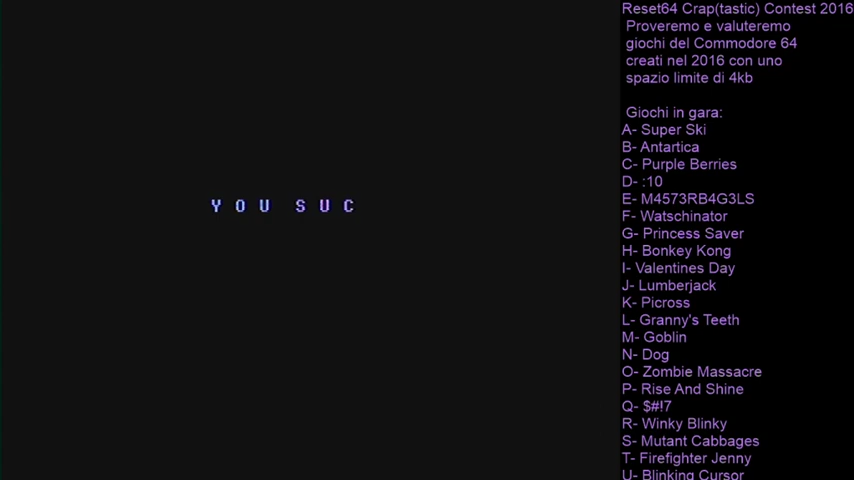 Reset64 Crap(tastic) Contest 2016
Proveremo e valuteremo
giochi del Commodore 64
creati nel 2016 con uno
spazio limite di 4kb
Giochi in gara:
A- Super Ski
B- Antartica
C- Purple Berries
D- :10
E- M4573RB4G3LS
F- Watschinator
G- Princess Saver
H- Bonkey Kong
I- Valentines Day
J- Lumberjack
K- Picross
L- Granny's Teeth
M- Goblin
N- Dog
O- Zombie Massacre
P- Rise And Shine
Q- $#!7
R- Winky Blinky
S- Mutant Cabbages
T- Firefighter Jenny
U- Blinking Cursor
Y O U S U C